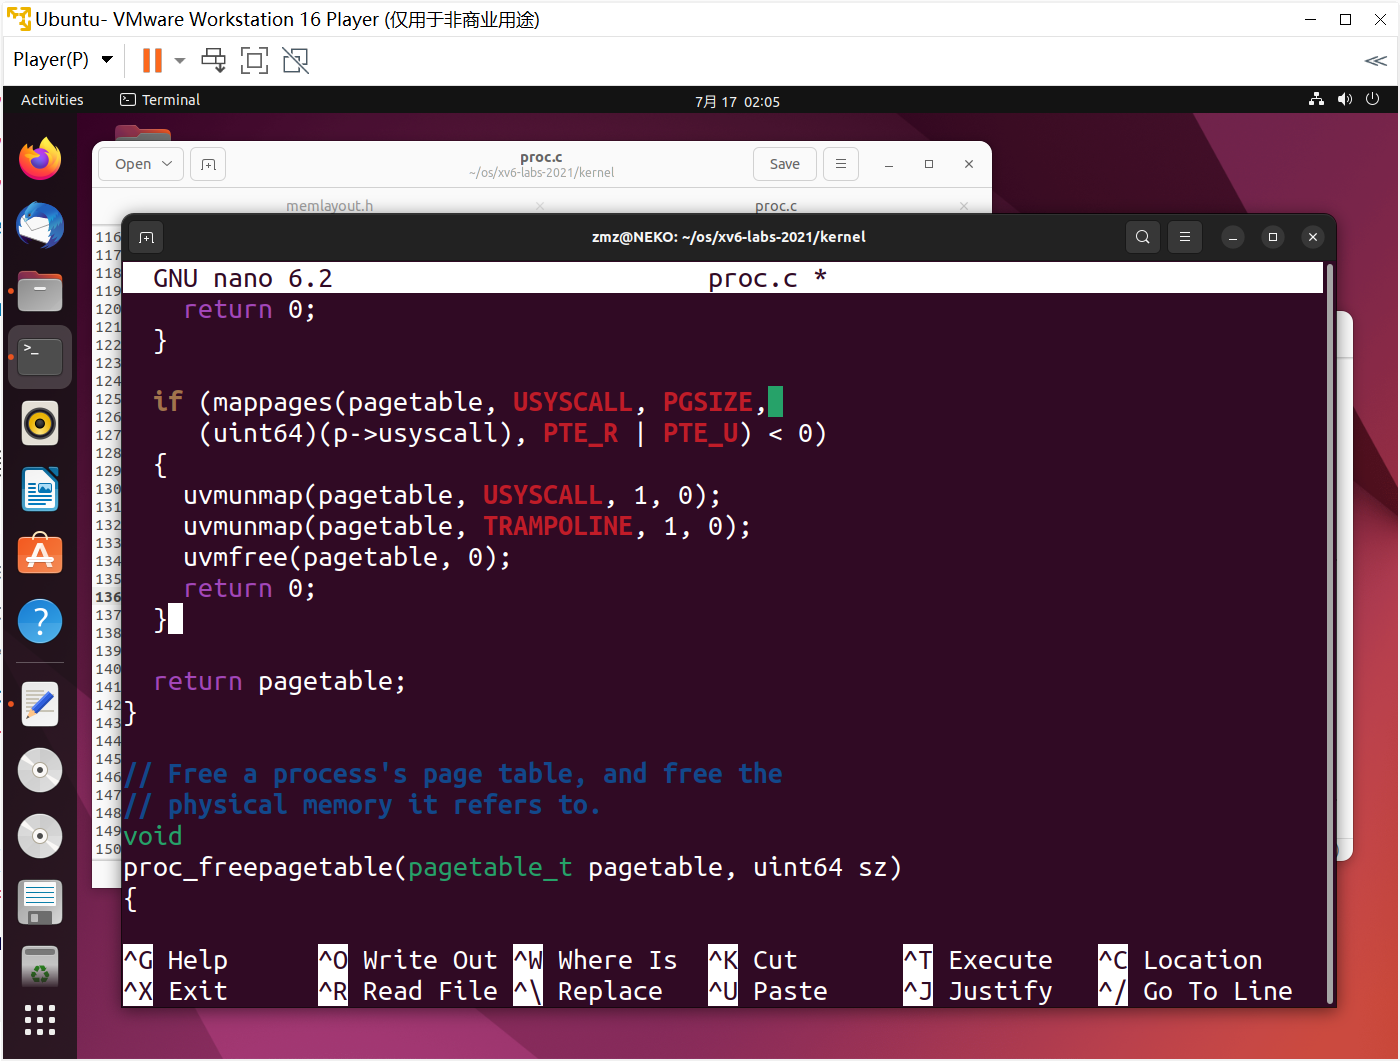 Ubuntu- VMware Workstation 16 Player (仅用于非商业用途)
Player(P)
Activities
Terminal
7月 17 02:05
Open
proc.c
~/os/xv6-labs-2021/kernel
Save
memlayout.h
proc.c
zmz@NEKO: ~/os/xv6-labs-2021/kernel
116
117
118
119
120
121
122
123
124
125
126
127
128
129
130
131
132
133
134
135
136
137
138
139
140
141
142
143
144
145
146
147
148
149
150
GNU nano 6.2 proc.c *
return 0;
}
if (mappages(pagetable, USYSCALL, PGSIZE,
(uint64)(p->usyscall), PTE_R | PTE_U) < 0)
{
uvmunmap(pagetable, USYSCALL, 1, 0);
uvmunmap(pagetable, TRAMPOLINE, 1, 0);
uvmfree(pagetable, 0);
return 0;
}
return pagetable;
}
// Free a process's page table, and free the
// physical memory it refers to.
void
proc_freepagetable(pagetable_t pagetable, uint64 sz)
{
^G Help ^O Write Out ^W Where Is ^K Cut ^T Execute ^C Location
^X Exit ^R Read File ^\ Replace ^U Paste ^J Justify ^/ Go To Line